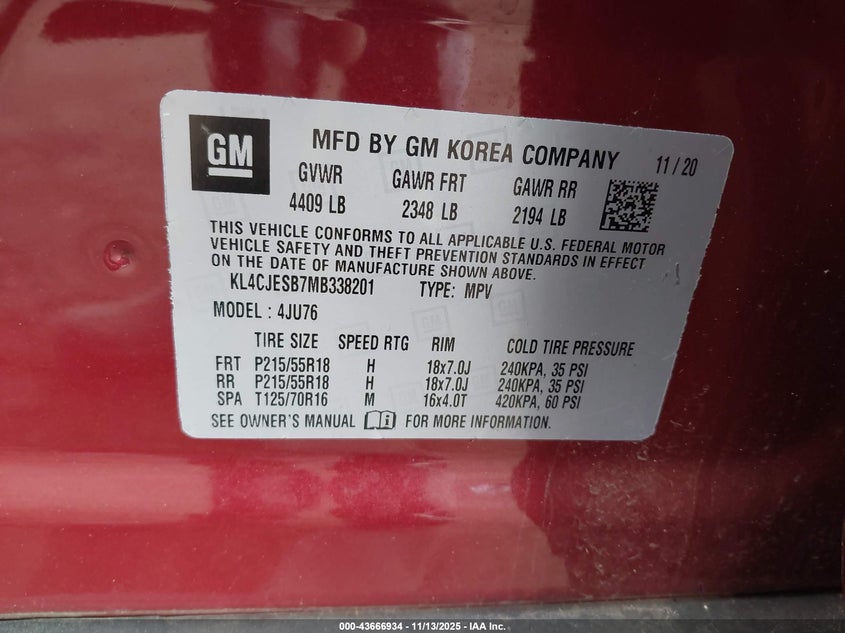 GM
MFD BY GM KOREA COMPANY 11/20
GVWR GAWR FRT GAWR RR
4409 LB 2348 LB 2194 LB
THIS VEHICLE CONFORMS TO ALL APPLICABLE U.S. FEDERAL MOTOR
VEHICLE SAFETY AND THEFT PREVENTION STANDARDS IN EFFECT
ON THE DATE OF MANUFACTURE SHOWN ABOVE.
KL4CJESB7MB338201 TYPE: MPV
MODEL : 4JU76
TIRE SIZE SPEED RTG RIM COLD TIRE PRESSURE
FRT P215/55R18 H 18x7.0J 240KPA, 35 PSI
RR P215/55R18 H 18x7.0J 240KPA, 35 PSI
SPA T125/70R16 M 16x4.0T 420KPA, 60 PSI
SEE OWNER'S MANUAL FOR MORE INFORMATION.
000-43666934 - 11/13/2025 - IAA Inc.